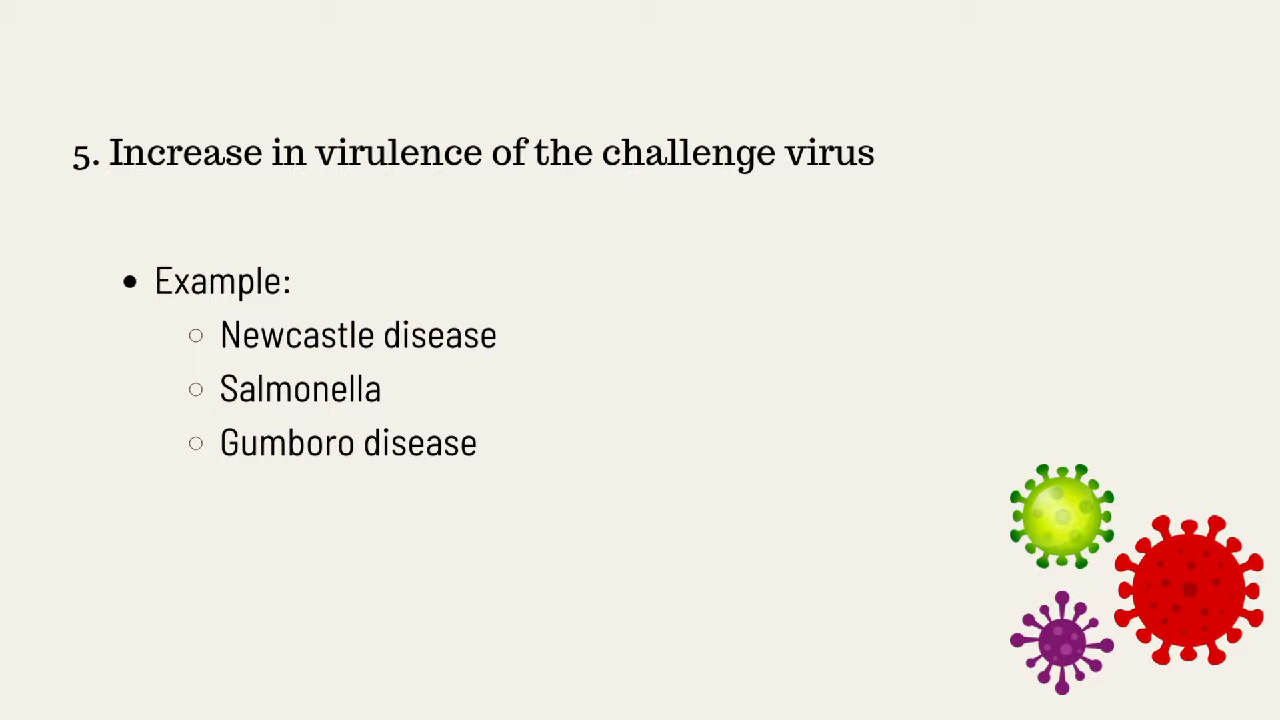 5. Increase in virulence of the challenge virus
Example:
Newcastle disease
Salmonella
Gumboro disease